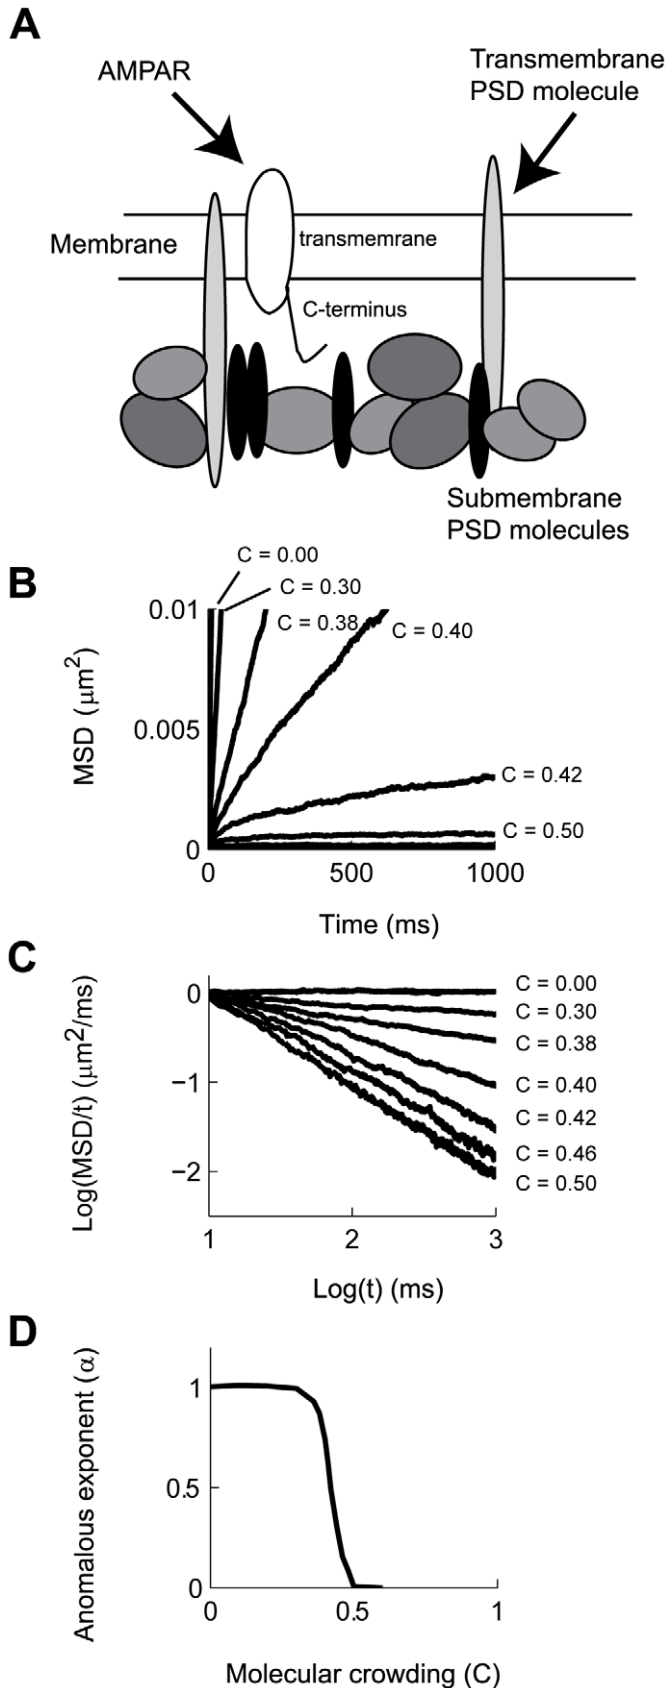 A
AMPAR
Transmembrane
PSD molecule
Membrane
transmemrane
C-terminus
Submembrane
PSD molecules
B
C = 0.00
C = 0.30
C = 0.38
C = 0.40
C = 0.42
C = 0.50
0.01
0.005
0
MSD (μm²)
0 500 1000
Time (ms)
C
0
−1
−2
Log(MSD/t) (μm²/ms)
C = 0.00
C = 0.30
C = 0.38
C = 0.40
C = 0.42
C = 0.46
C = 0.50
1 2 3
Log(t) (ms)
D
1
0.5
0
Anomalous exponent (α)
0 0.5 1
Molecular crowding (C)